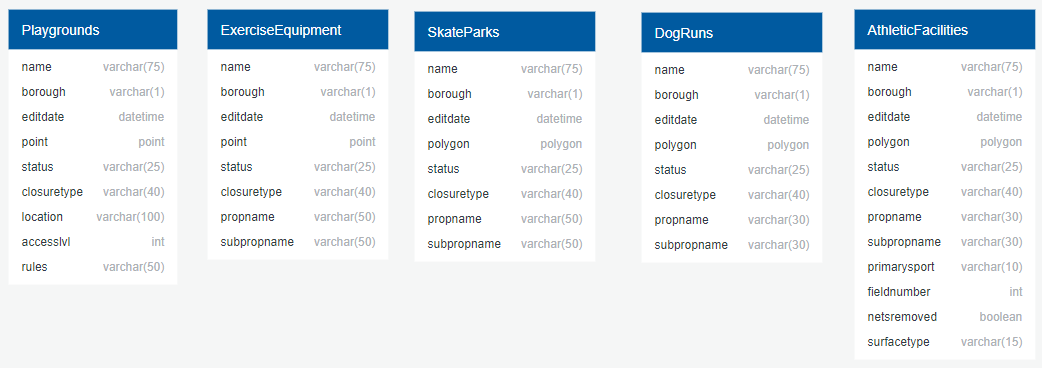 Playgrounds
name varchar(75)
borough varchar(1)
editdate datetime
point point
status varchar(25)
closuretype varchar(40)
location varchar(100)
accesslvl int
rules varchar(50)
ExerciseEquipment
name varchar(75)
borough varchar(1)
editdate datetime
point point
status varchar(25)
closuretype varchar(40)
propname varchar(50)
subpropname varchar(50)
SkateParks
name varchar(75)
borough varchar(1)
editdate datetime
polygon polygon
status varchar(25)
closuretype varchar(40)
propname varchar(50)
subpropname varchar(50)
DogRuns
name varchar(75)
borough varchar(1)
editdate datetime
polygon polygon
status varchar(25)
closuretype varchar(40)
propname varchar(30)
subpropname varchar(30)
AthleticFacilities
name varchar(75)
borough varchar(1)
editdate datetime
polygon polygon
status varchar(25)
closuretype varchar(40)
propname varchar(30)
subpropname varchar(30)
primarysport varchar(10)
fieldnumber int
netsremoved boolean
surfacetype varchar(15)